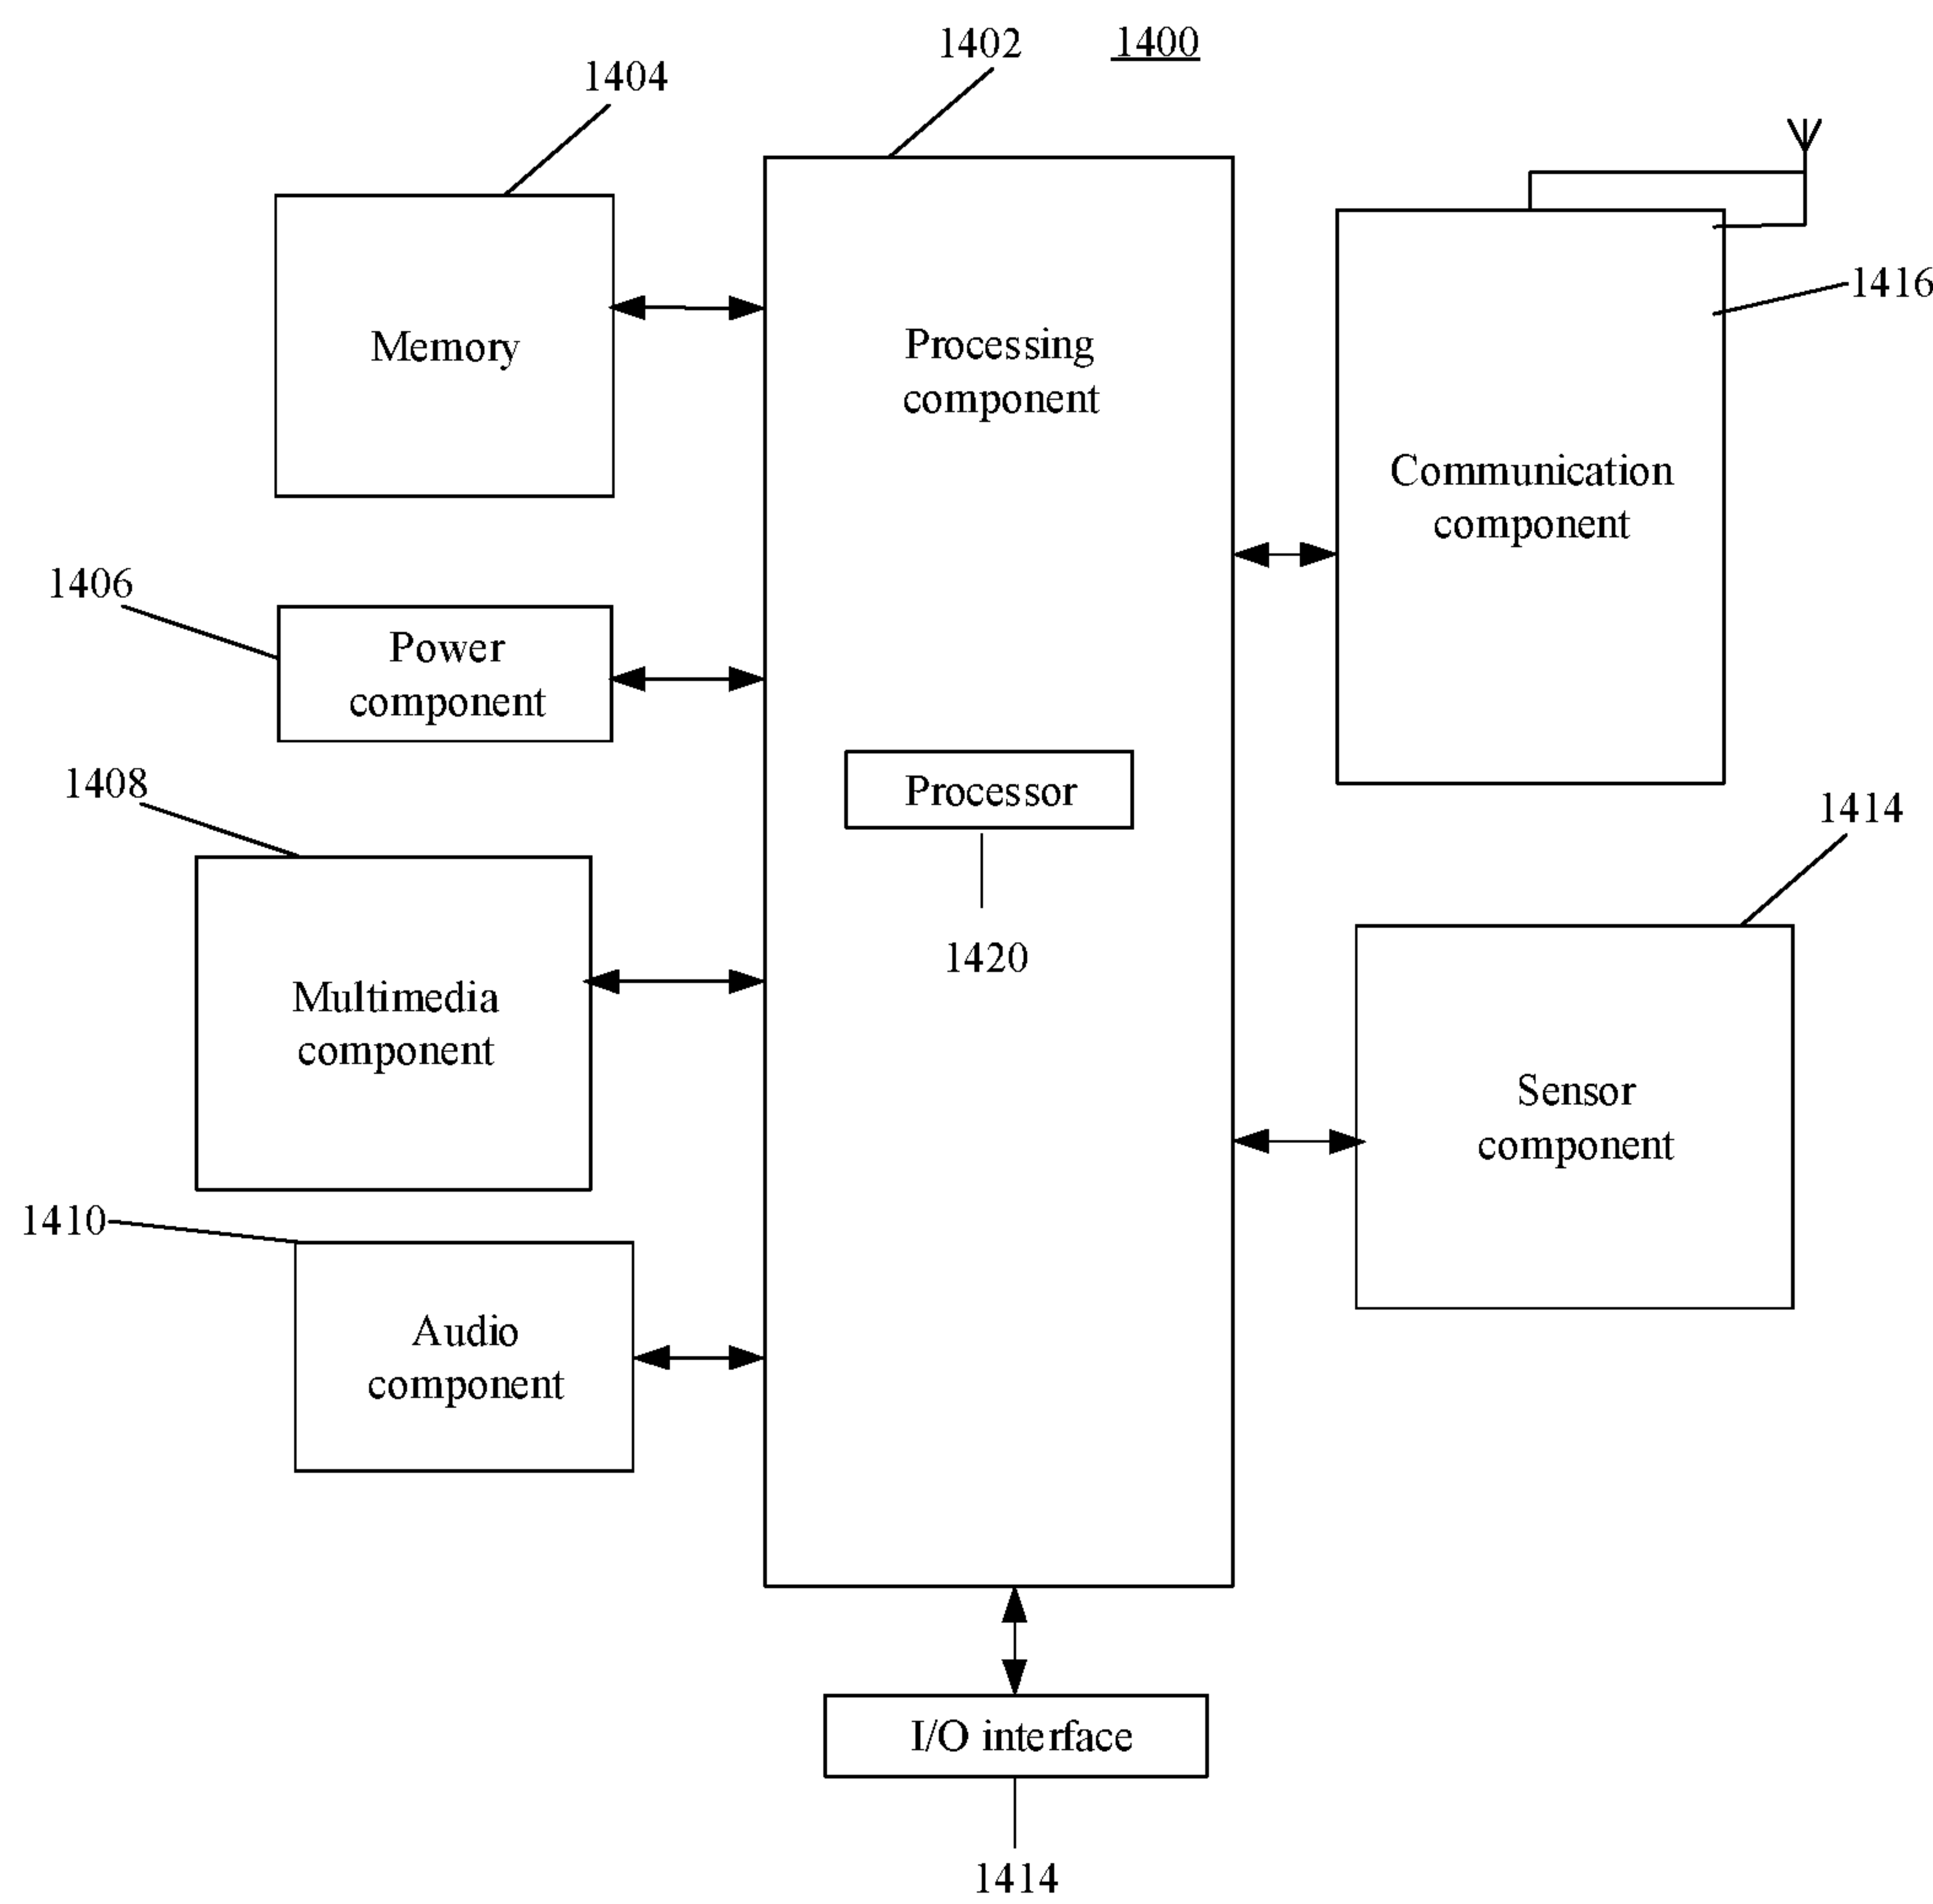 1400
1402
1404
Processing
component
Memory
1416
Communication
component
1406
Power
component
1408
Processor
1414
1420
Multimedia
component
Sensor
component
1410
Audio
component
I/O interface
1414